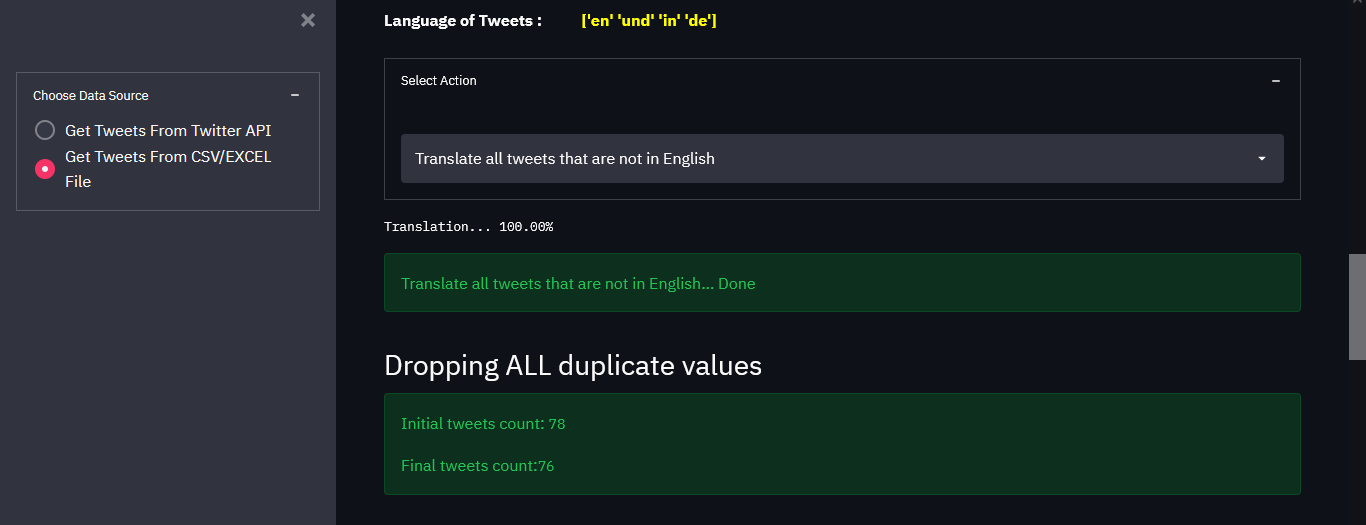 Choose Data Source
Get Tweets From Twitter API
Get Tweets From CSV/EXCEL
File
Language of Tweets : ['en' 'und' 'in' 'de']
Select Action
Translate all tweets that are not in English
Translation... 100.00%
Translate all tweets that are not in English... Done
Dropping ALL duplicate values
Initial tweets count: 78
Final tweets count:76